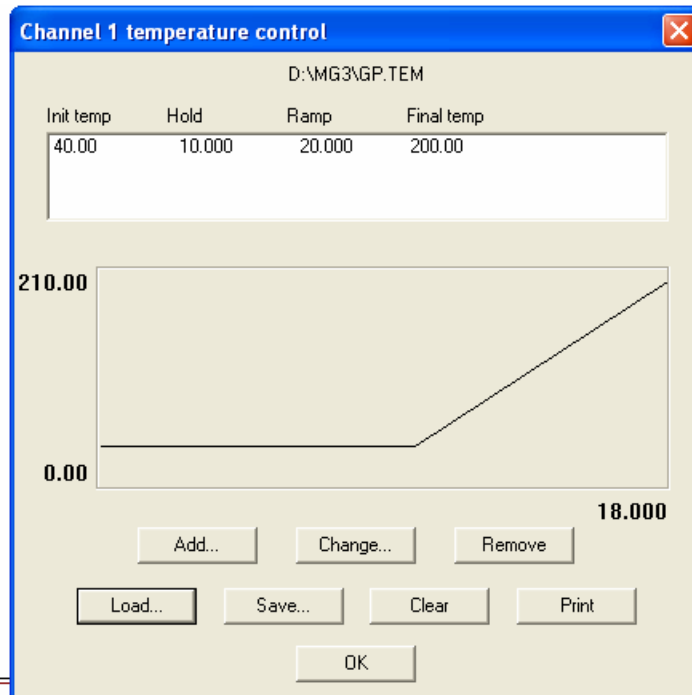 Channel 1 temperature control
D:\MG3\GP.TEM
Init temp Hold Ramp Final temp
40.00 10.000 20.000 200.00
210.00
0.00
18.000
Add... Change... Remove
Load... Save... Clear Print
OK